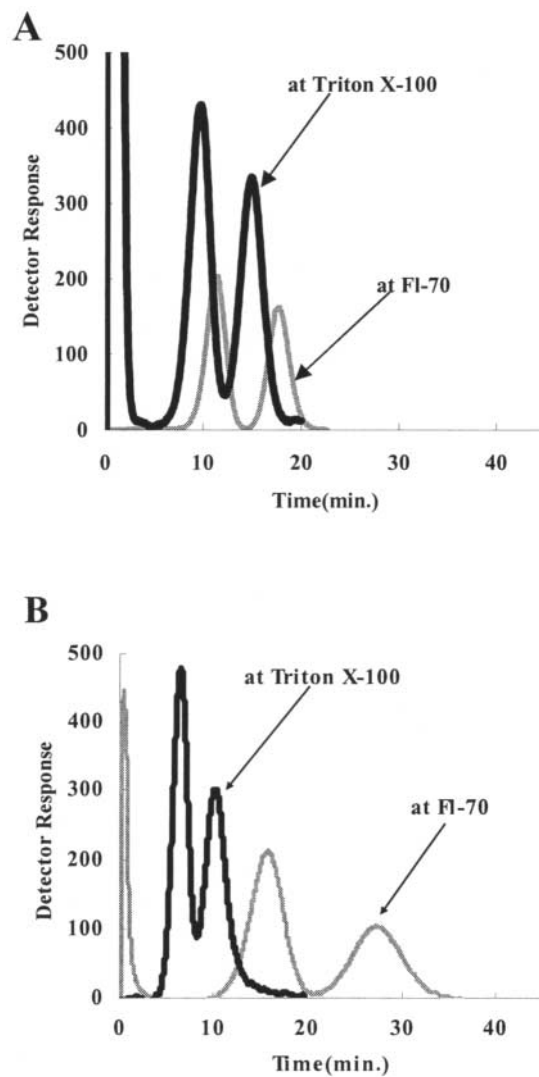 A
500
400
300
200
100
0
Detector Response
at Triton X-100
at Fl-70
0 10 20 30 40
Time(min.)
B
500
400
300
200
100
0
Detector Response
at Triton X-100
at Fl-70
0 10 20 30 40
Time(min.)